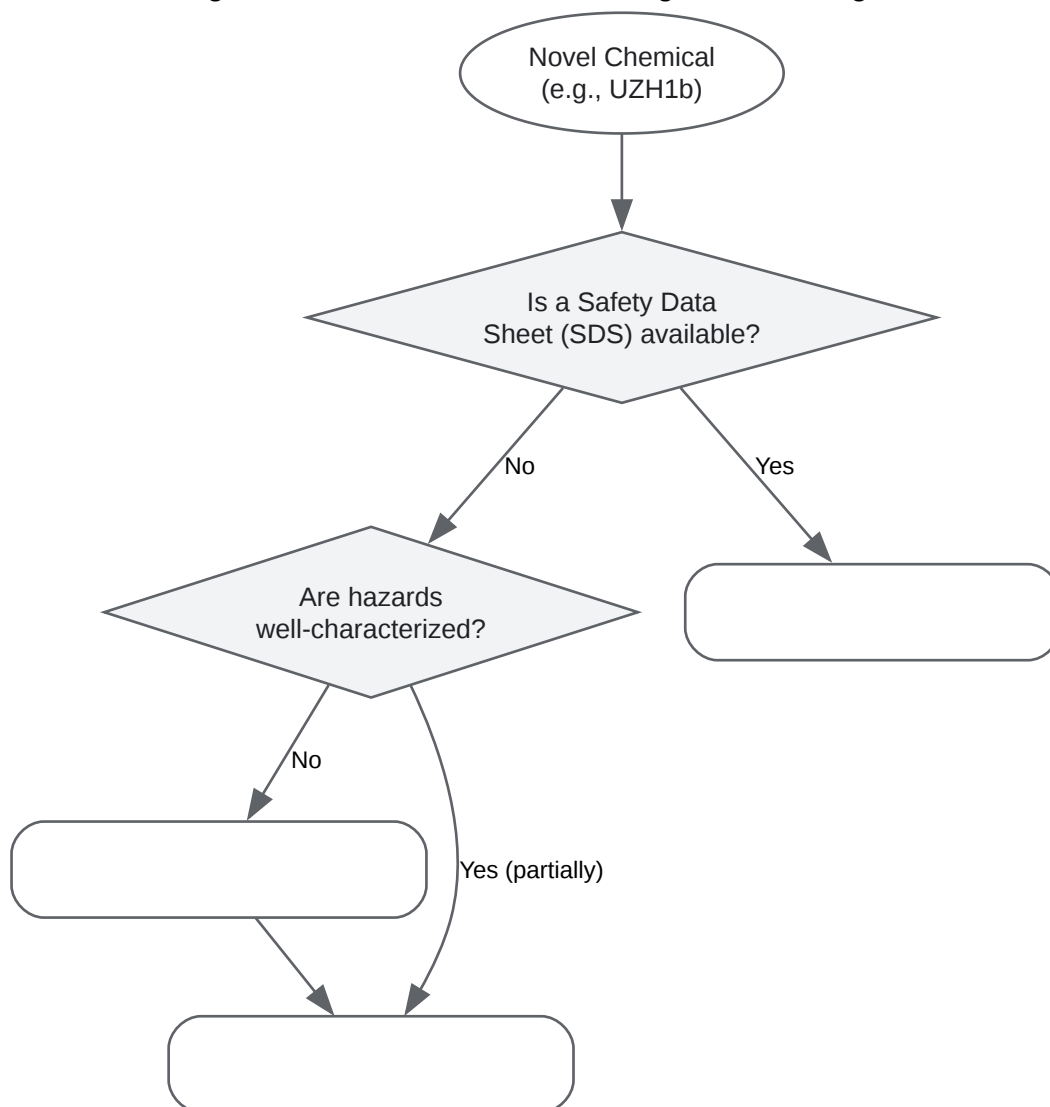 Novel Chemical
(e.g., UZH1b)
Is a Safety Data
Sheet (SDS) available?
No
Yes
Are hazards
well-characterized?
No
Yes (partially)